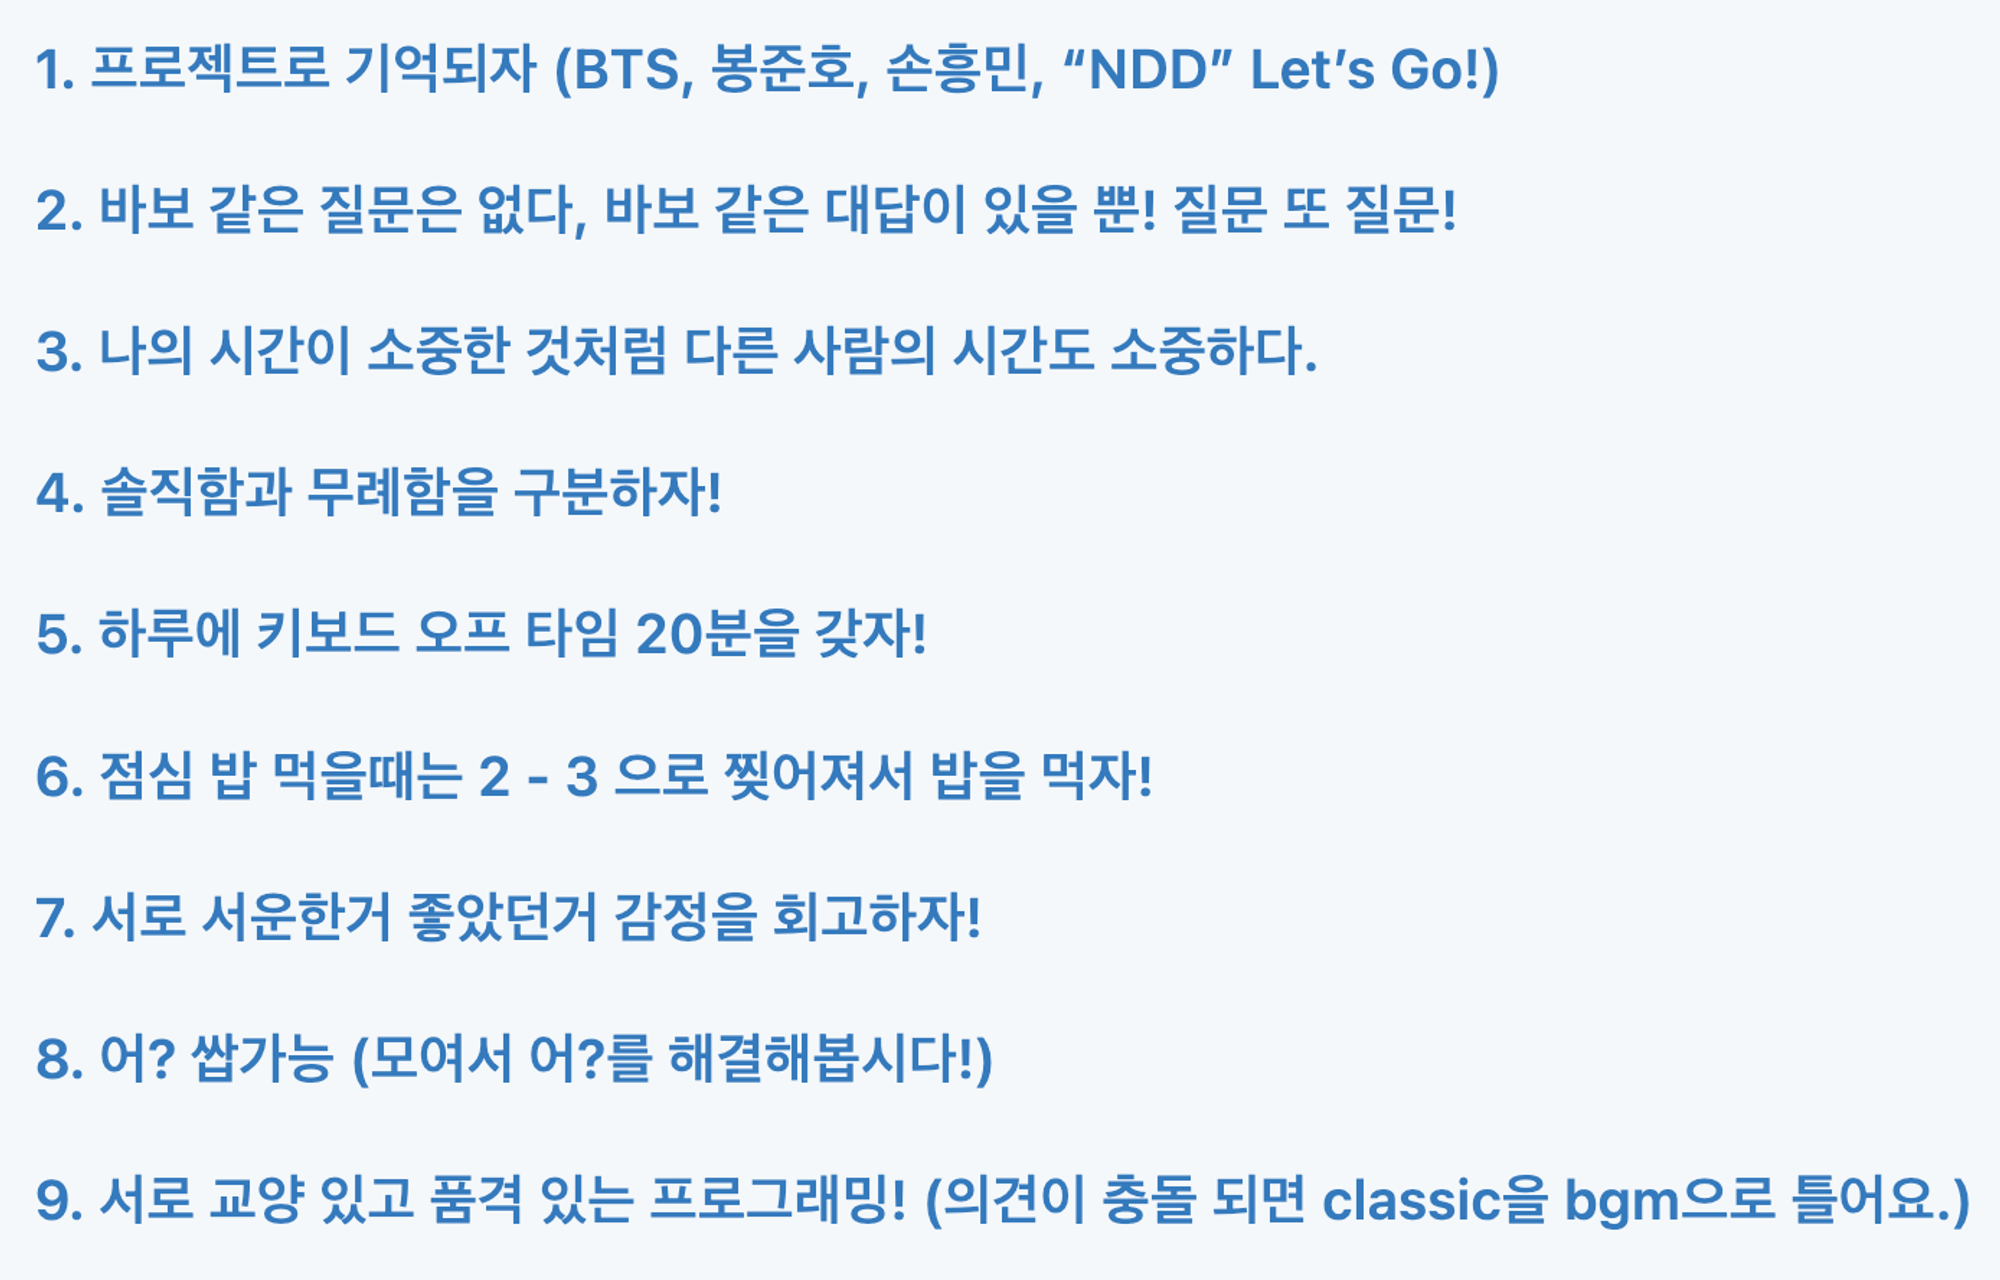 1. 프로젝트로 기억되자 (BTS, 봉준호, 손흥민, “NDD” Let’s Go!)
2. 바보 같은 질문은 없다, 바보 같은 대답이 있을 뿐! 질문 또 질문!
3. 나의 시간이 소중한 것처럼 다른 사람의 시간도 소중하다.
4. 솔직함과 무례함을 구분하자!
5. 하루에 키보드 오프 타임 20분을 갖자!
6. 점심 밥 먹을때는 2 - 3 으로 찢어져서 밥을 먹자!
7. 서로 서운한거 좋았던거 감정을 회고하자!
8. 어? 쌉가능 (모여서 어?를 해결해봅시다!)
9. 서로 교양 있고 품격 있는 프로그래밍! (의견이 충돌 되면 classic을 bgm으로 틀어요.)